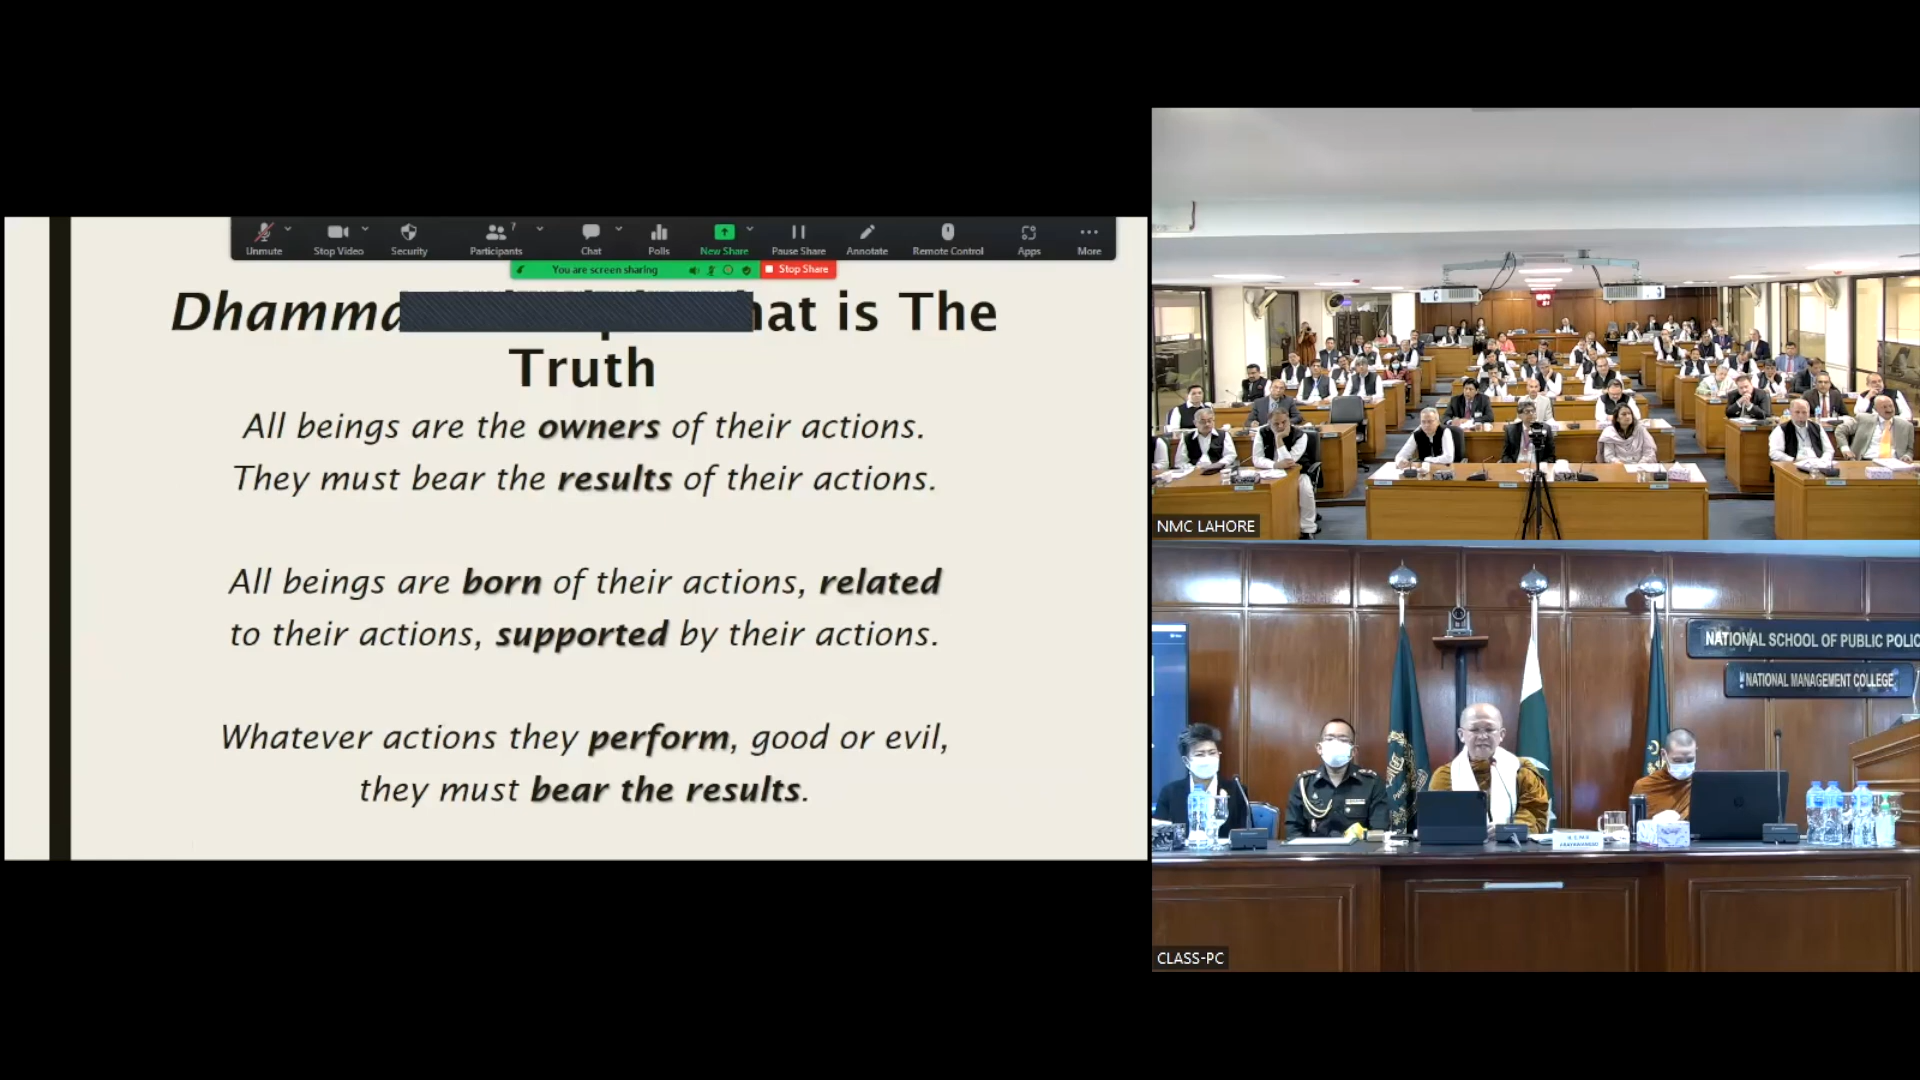 Unmute
Stop Video
Security
Participants
7
Chat
Polls
New Share
Pause Share
Annotate
Remote Control
Apps
More
You are screen sharing
Stop Share
Dhamma hat is The
Truth
All beings are the owners of their actions.
They must bear the results of their actions.
All beings are born of their actions, related
to their actions, supported by their actions.
Whatever actions they perform, good or evil,
they must bear the results.
NMC LAHORE
NATIONAL SCHOOL OF PUBLIC POLIC
NATIONAL MANAGEMENT COLLEGE
CLASS-PC